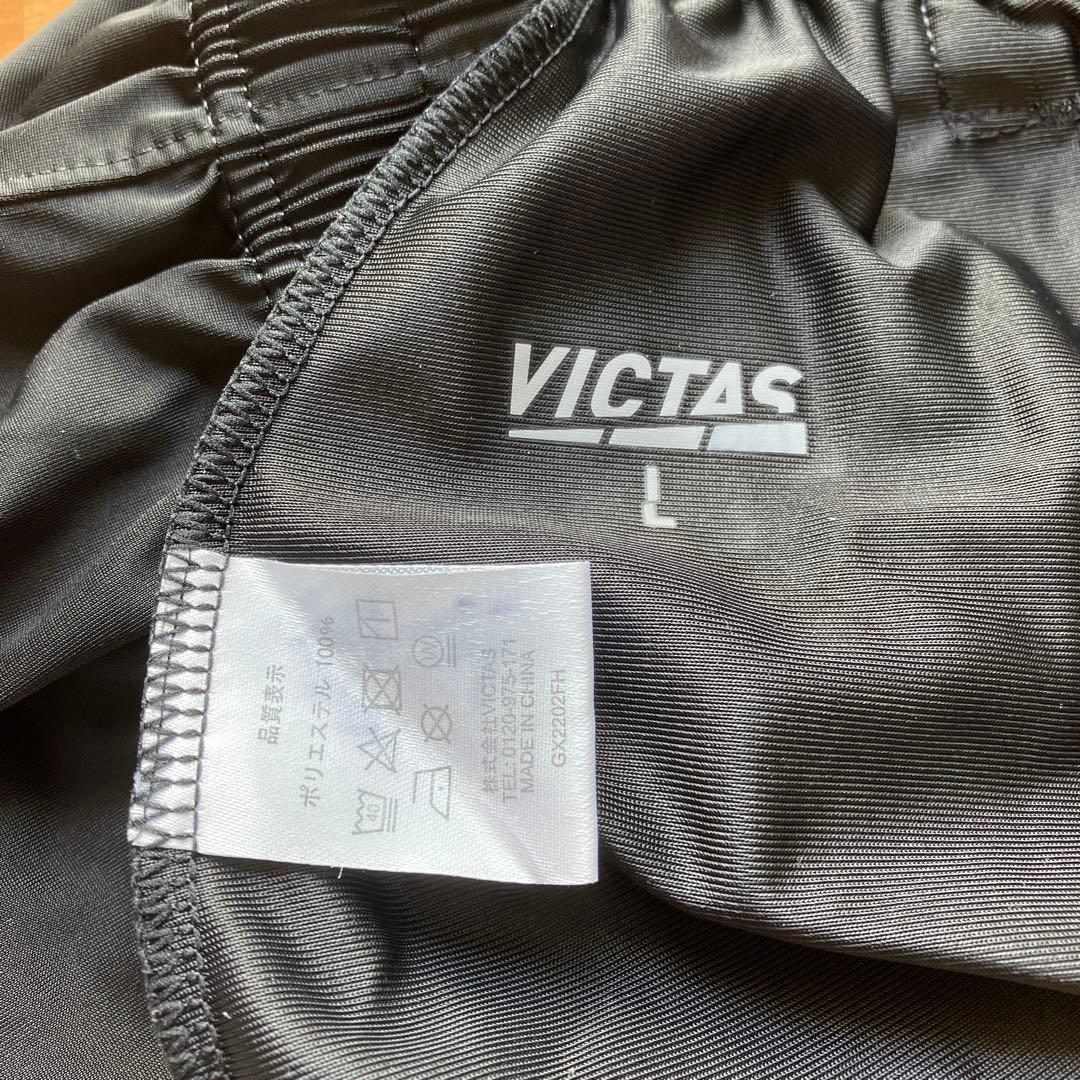 VICTAS
L
品質表示
ポリエステル 100%
株式会社VICTAS
TEL:0120-975-171
MADE IN CHINA
GX2202FH